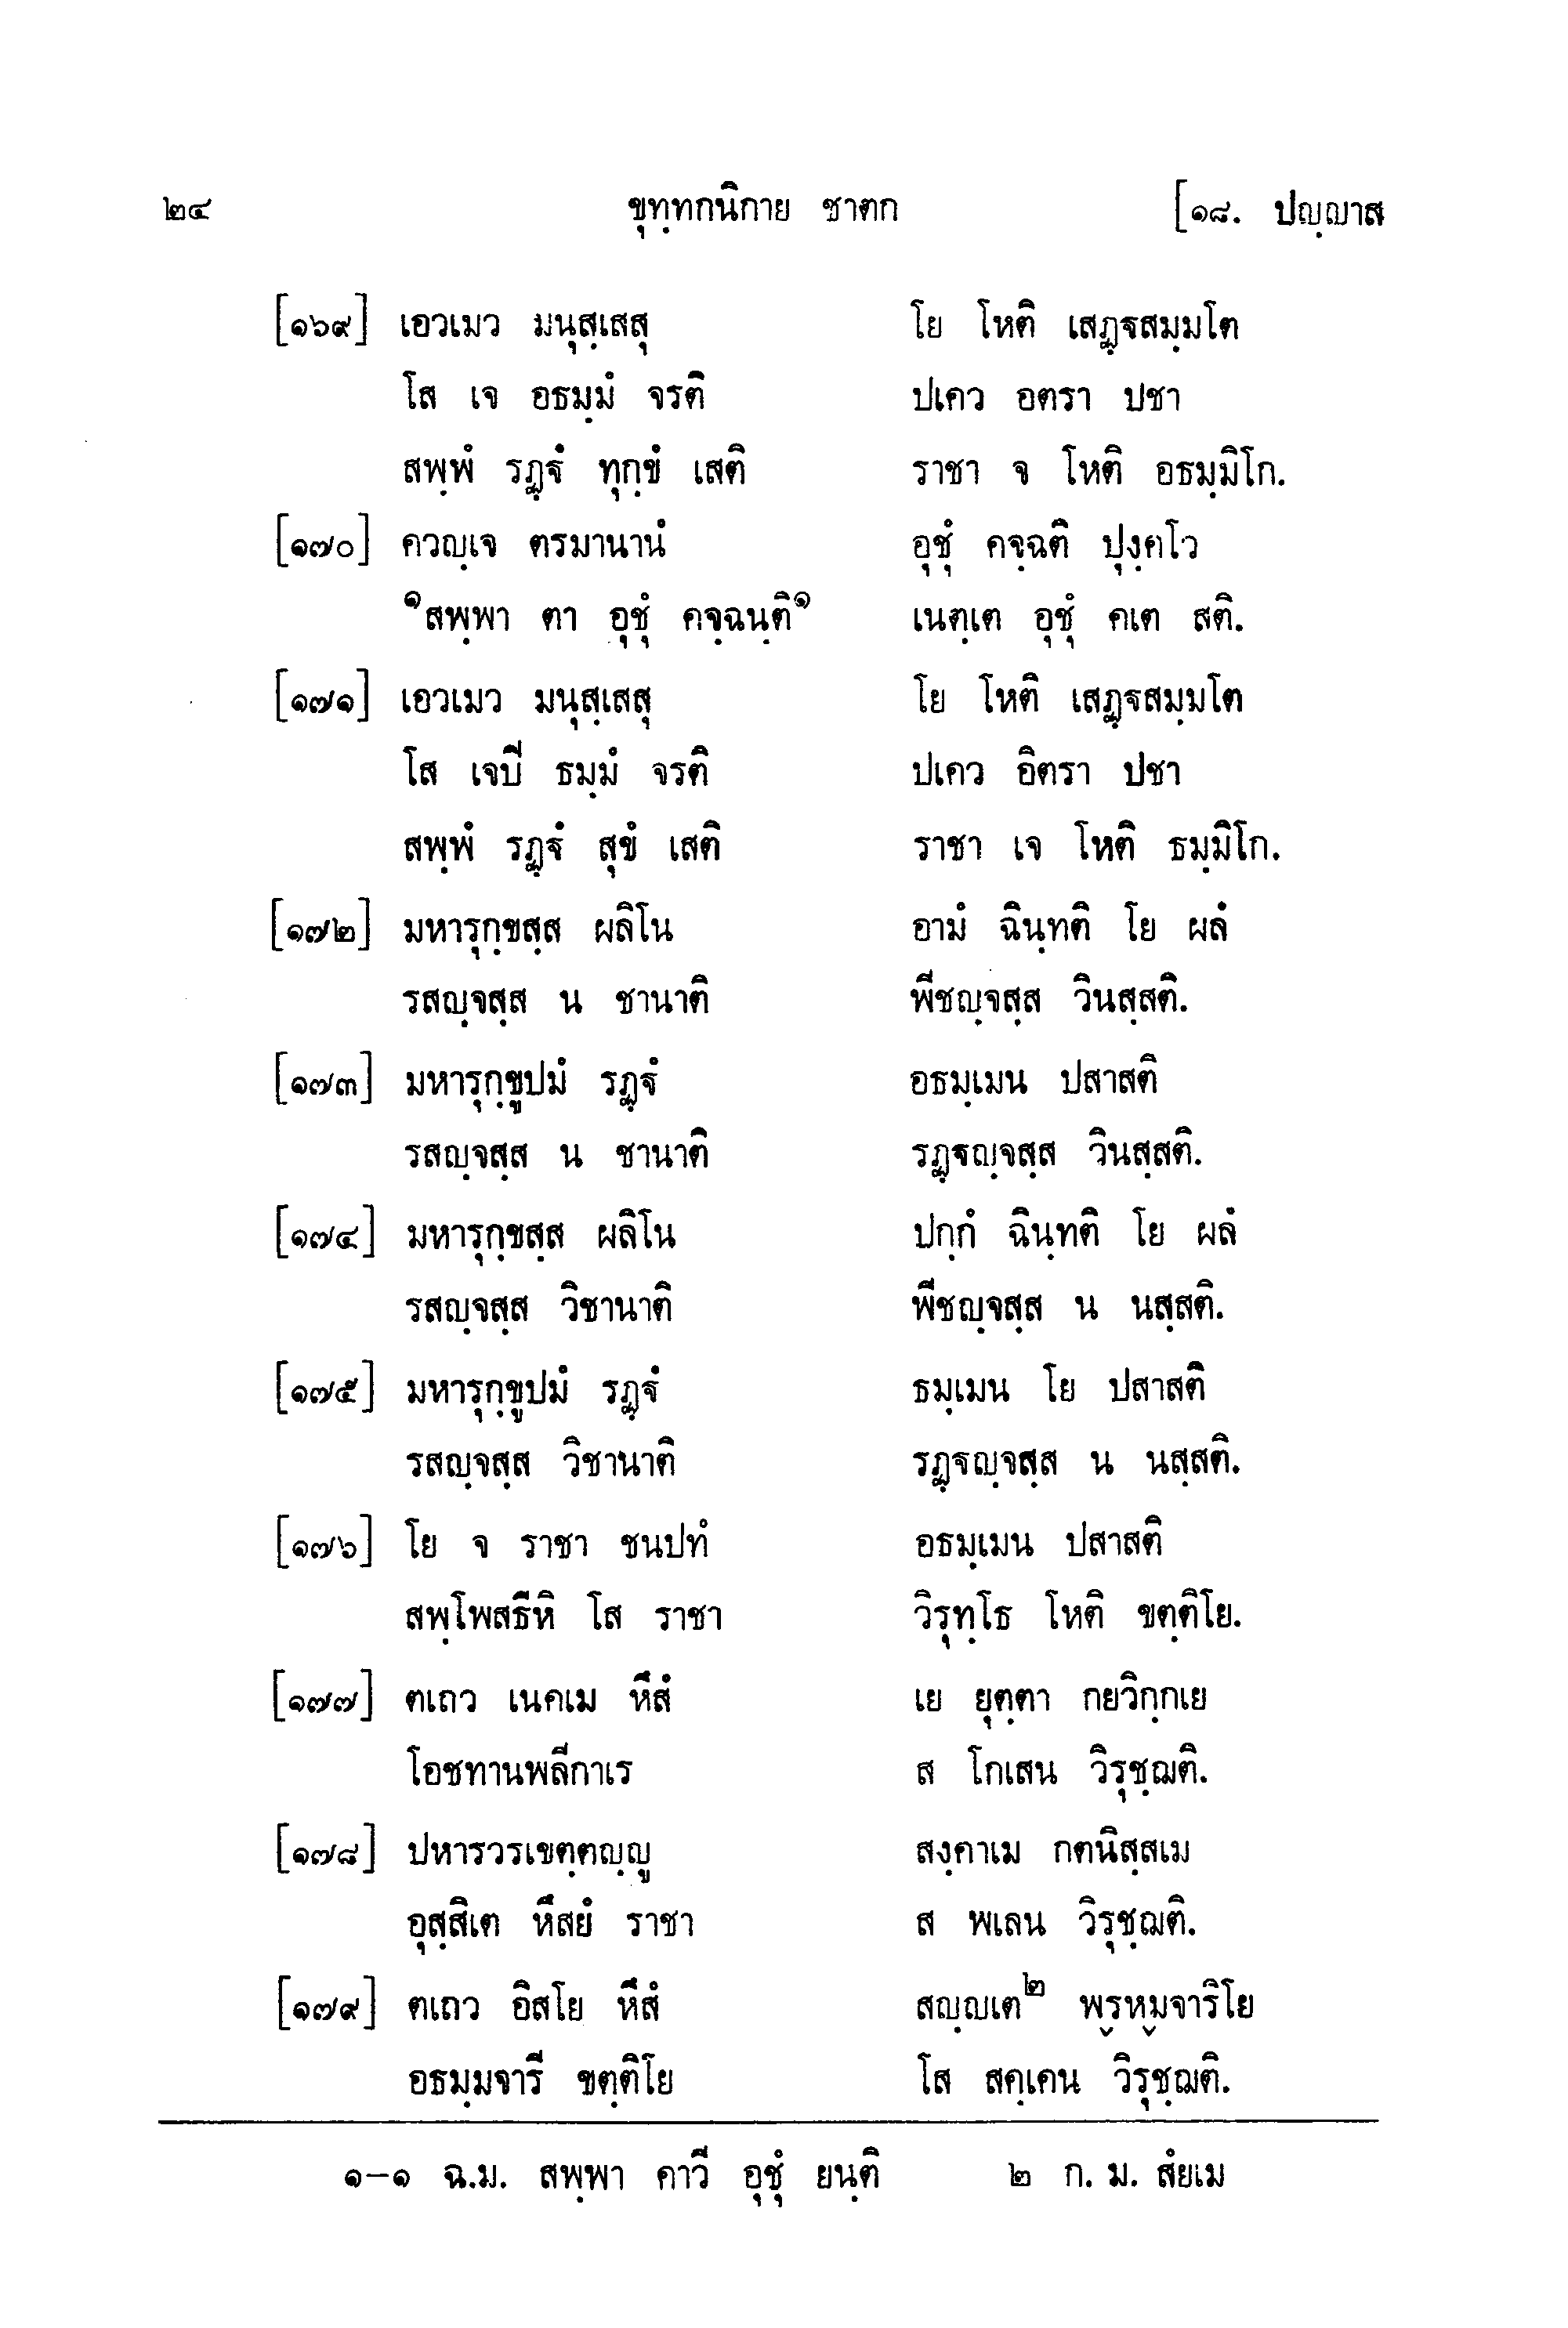 ๒๔ ขุทฺทกนิกาย ชาตก [๑๘. ปญฺญาส
[๑๖๙] เอวเมว มนุสฺเสสุ โย โหติ เสฏฺฐสมฺมโต
โส เจ อธมฺมํ จรติ ปเคว อตรา ปชา
สพฺพํ รฏฺฐํ ทุกฺขํ เสติ ราชา จ โหติ อธมฺมิโก.
[๑๗๐] ควญฺเจ ตรมานานํ อุชุํ คจฺฉติ ปุงฺคโว
๑สพฺพา ตา อุชุํ คจฺฉนฺติ๑ เนตฺเต อุชุํ คเต สติ.
[๑๗๑] เอวเมว มนุสฺเสสุ โย โหติ เสฏฺฐสมฺมโต
โส เจปี ธมฺมํ จรติ ปเคว อิตรา ปชา
สพฺพํ รฏฺฐํ สุขํ เสติ ราชา เจ โหติ ธมฺมิโก.
[๑๗๒] มหารุกฺขสฺส ผลิโน อามํ ฉินฺทติ โย ผลํ
รสญฺจสฺส น ชานาติ พีชญฺจสฺส วินสฺสติ.
[๑๗๓] มหารุกฺขูปมํ รฏฺฐํ อธมฺเมน ปสาสติ
รสญฺจสฺส น ชานาติ รฏฺฐญฺจสฺส วินสฺสติ.
[๑๗๔] มหารุกฺขสฺส ผลิโน ปกฺกํ ฉินฺทติ โย ผลํ
รสญฺจสฺส วิชานาติ พีชญฺจสฺส น นสฺสติ.
[๑๗๕] มหารุกฺขูปมํ รฏฺฐํ ธมฺเมน โย ปสาสติ
รสญฺจสฺส วิชานาติ รฏฺฐญฺจสฺส น นสฺสติ.
[๑๗๖] โย จ ราชา ชนปทํ อธมฺเมน ปสาสติ
สพฺโพสธีหิ โส ราชา วิรุทฺโธ โหติ ขตฺติโย.
[๑๗๗] ตเถว เนคเม หึสํ เย ยุตฺตา กยวิกฺกเย
โอชทานพลีกาเร ส โกเสน วิรุชฺฌติ.
[๑๗๘] ปหารวรเขตฺตญฺญู สงฺคาเม กตนิสฺสเม
อุสฺสิเต หึสยํ ราชา ส พเลน วิรุชฺฌติ.
[๑๗๙] ตเถว อิสโย หึสํ สญฺญเต๒ พฺรหฺมจาริโย
อธมฺมจารี ขตฺติโย โส สคฺเคน วิรุชฺฌติ.
๑-๑ ฉ.ม. สพฺพา คาวี อุชุํ ยนฺติ ๒ ก. ม. สํยเม